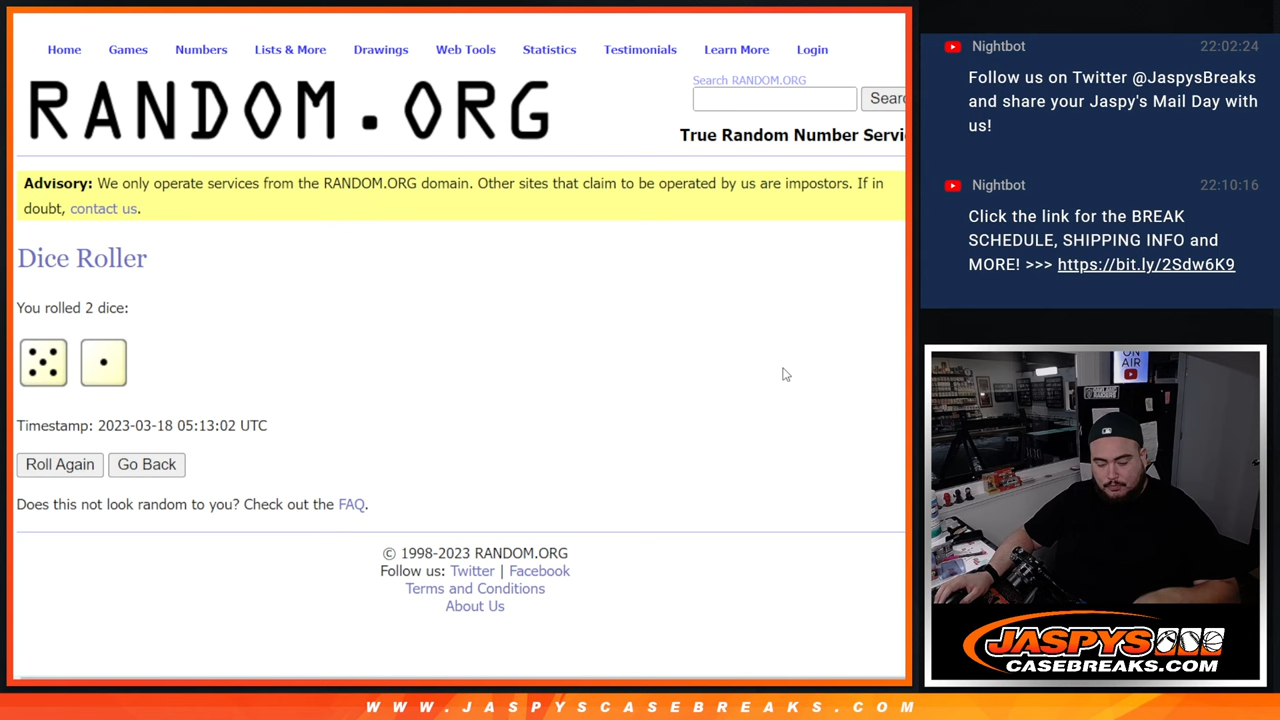 Home Games Numbers Lists & More Drawings Web Tools Statistics Testimonials Learn More Login
RANDOM.ORG
Search RANDOM.ORG
Searc
True Random Number Servi
Advisory: We only operate services from the RANDOM.ORG domain. Other sites that claim to be operated by us are impostors. If in
doubt, contact us.
Dice Roller
You rolled 2 dice:
Timestamp: 2023-03-18 05:13:02 UTC
Roll Again Go Back
Does this not look random to you? Check out the FAQ.
© 1998-2023 RANDOM.ORG
Follow us: Twitter | Facebook
Terms and Conditions
About Us
Nightbot 22:02:24
Follow us on Twitter @JaspysBreaks
and share your Jaspy's Mail Day with
us!
Nightbot 22:10:16
Click the link for the BREAK
SCHEDULE, SHIPPING INFO and
MORE! >>> https://bit.ly/2Sdw6K9
ON
AIR
JASPYS
CASEBREAKS.COM
WWW.JASPYSCASEBREAKS.COM